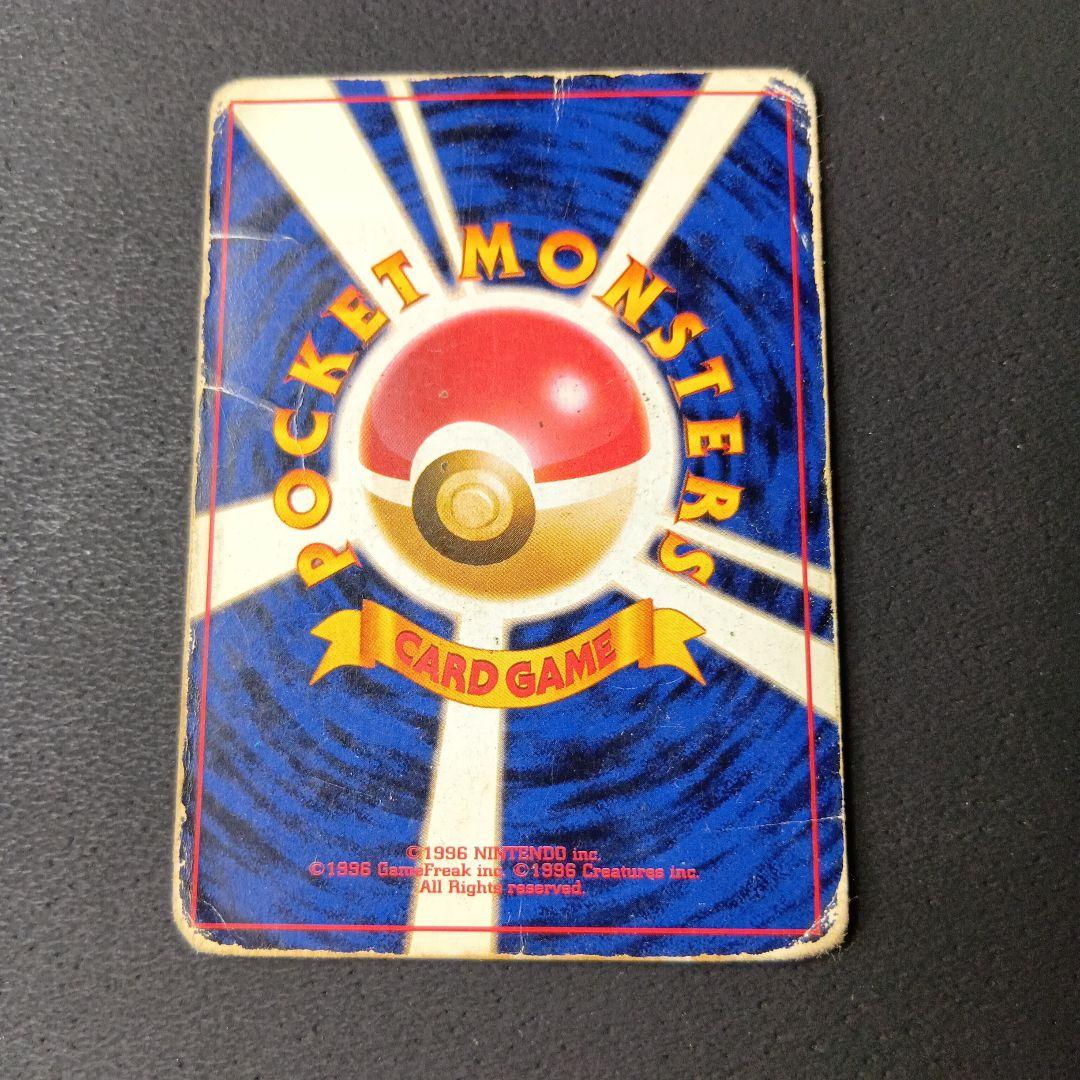 POCKET MONSTERS
CARD GAME
©1996 NINTENDO inc.
©1996 GameFreak inc. ©1996 Creatures inc.
All Rights reserved.